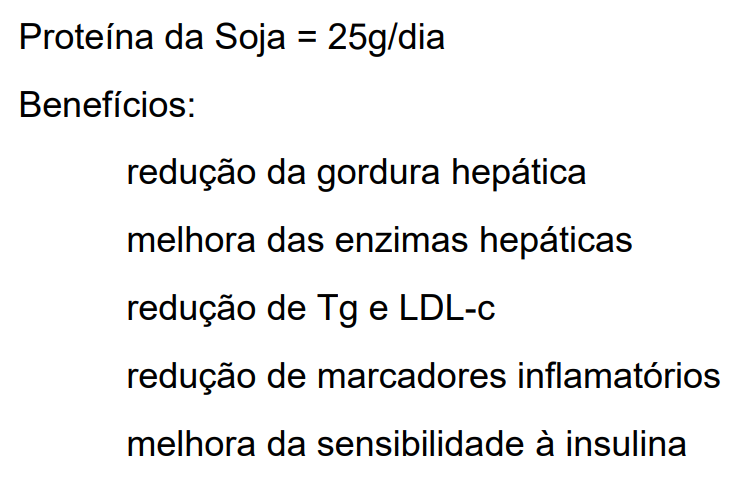 Proteína da Soja = 25g/dia
Benefícios:
redução da gordura hepática
melhora das enzimas hepáticas
redução de Tg e LDL-c
redução de marcadores inflamatórios
melhora da sensibilidade à insulina